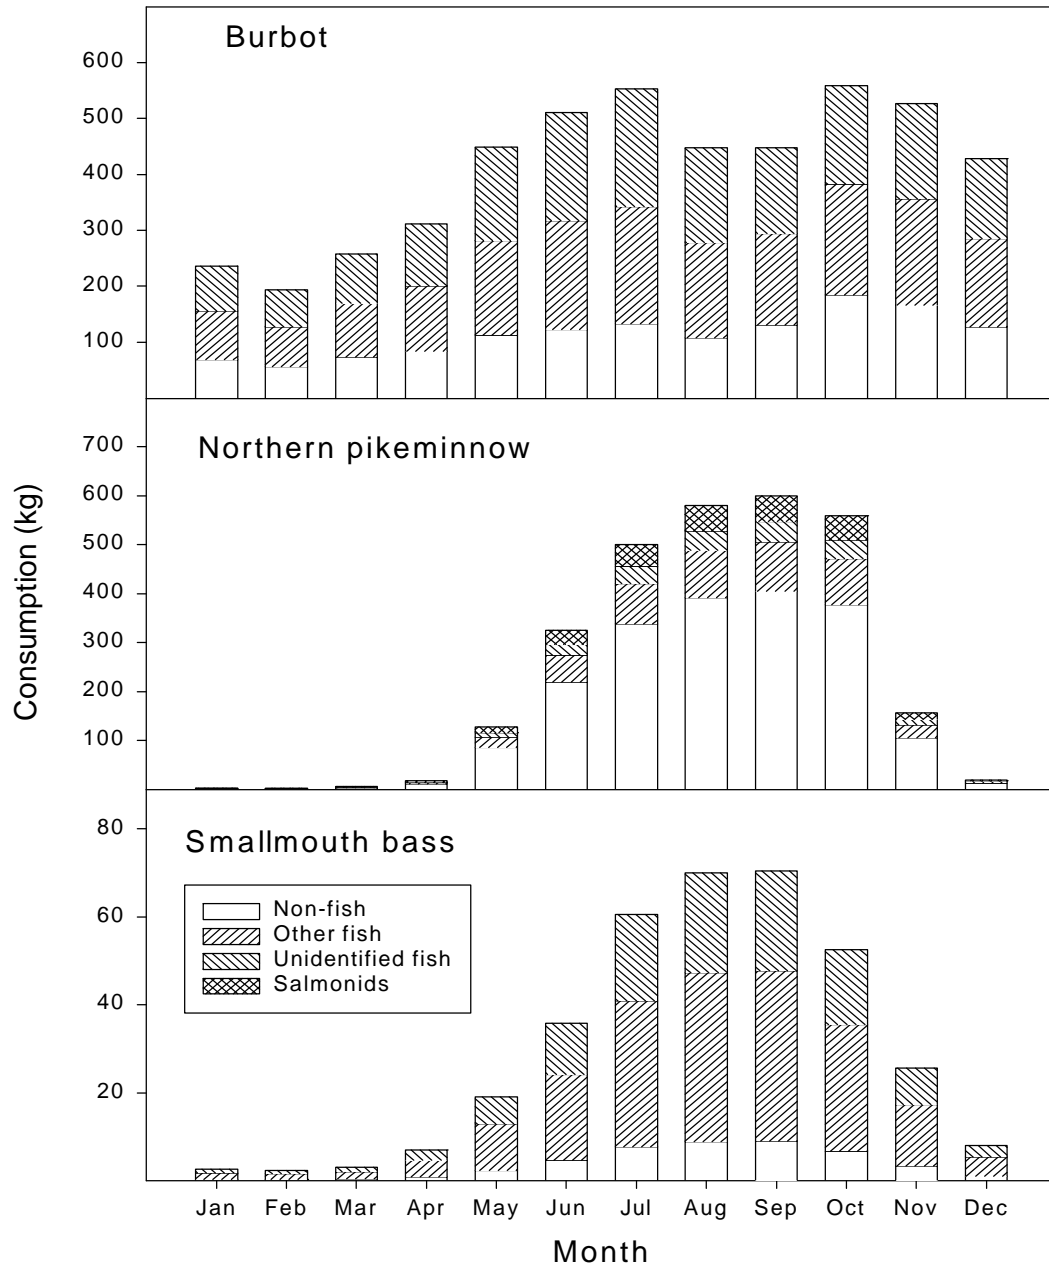 Burbot
600
500
400
300
200
100
Northern pikeminnow
700
600
500
400
300
200
100
Consumption (kg)
Smallmouth bass
80
60
40
20
Non-fish
Other fish
Unidentified fish
Salmonids
Jan Feb Mar Apr May Jun Jul Aug Sep Oct Nov Dec
Month